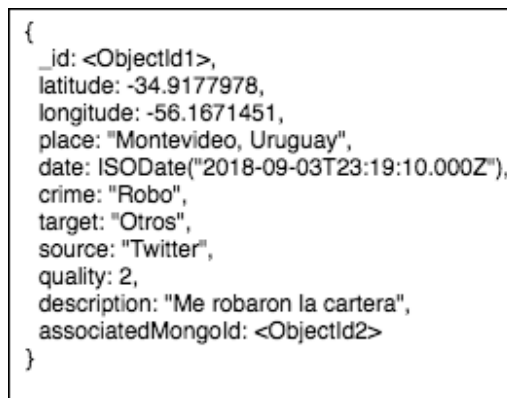 {
_id: <ObjectId1>,
latitude: -34.9177978,
longitude: -56.1671451,
place: "Montevideo, Uruguay",
date: ISODate("2018-09-03T23:19:10.000Z"),
crime: "Robo",
target: "Otros",
source: "Twitter",
quality: 2,
description: "Me robaron la cartera",
associatedMongoId: <ObjectId2>
}